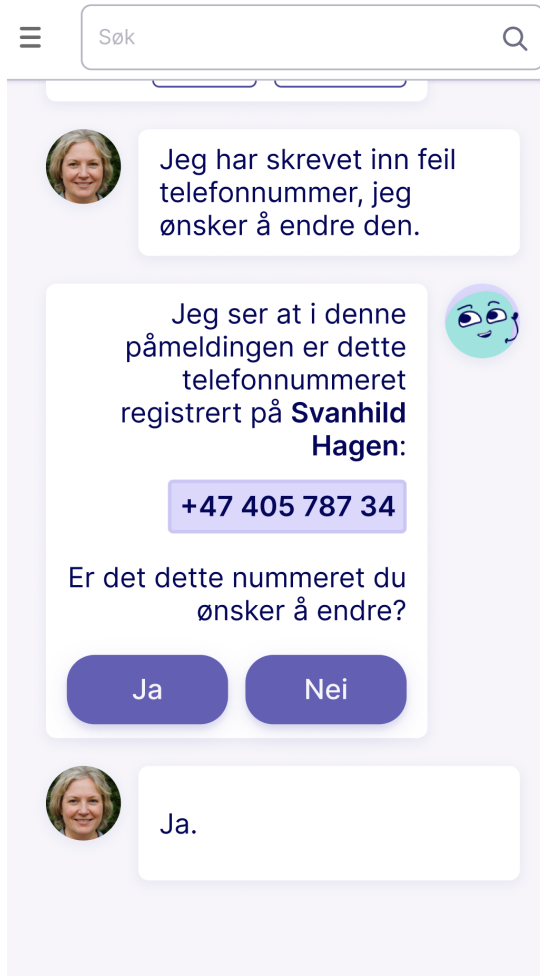 Søk
Jeg har skrevet inn feil
telefonnummer, jeg
ønsker å endre den.
Jeg ser at i denne
påmeldingen er dette
telefonnummeret
registrert på Svanhild
Hagen:
+47 405 787 34
Er det dette nummeret du
ønsker å endre?
Ja
Nei
Ja.